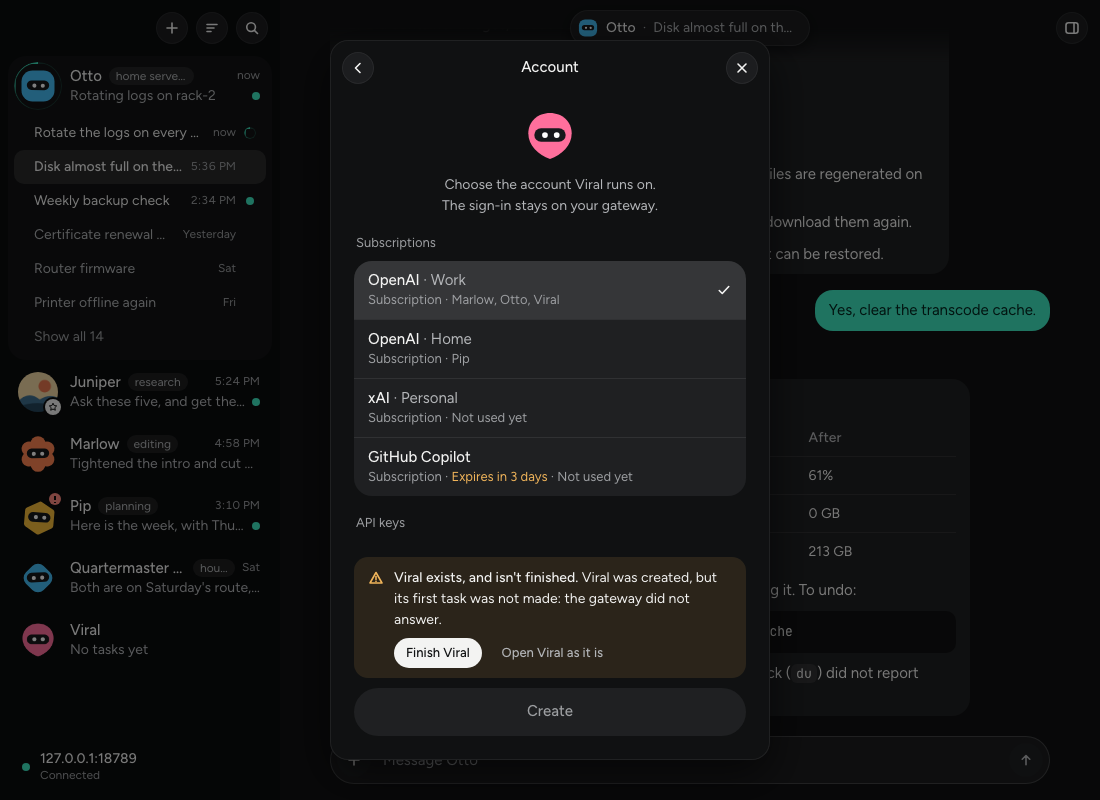 Otto · Disk almost full on th…
Otto home serve… now
Rotating logs on rack-2
Rotate the logs on every … now
Disk almost full on the… 5:36 PM
Weekly backup check 2:34 PM
Certificate renewal … Yesterday
Router firmware Sat
Printer offline again Fri
Show all 14
Juniper research 5:24 PM
Ask these five, and get the…
Marlow editing 4:58 PM
Tightened the intro and cut …
Pip planning 3:10 PM
Here is the week, with Thu…
Quartermaster … hou… Sat
Both are on Saturday's route,…
Viral
No tasks yet
127.0.0.1:18789
Connected
Account
Choose the account Viral runs on.
The sign-in stays on your gateway.
Subscriptions
OpenAI · Work
Subscription · Marlow, Otto, Viral
OpenAI · Home
Subscription · Pip
xAI · Personal
Subscription · Not used yet
GitHub Copilot
Subscription · Expires in 3 days · Not used yet
API keys
Viral exists, and isn't finished. Viral was created, but
its first task was not made: the gateway did not
answer.
Finish Viral Open Viral as it is
Create
are regenerated on
download them again.
can be restored.
Yes, clear the transcode cache.
After
61%
0 GB
213 GB
it. To undo:
( du ) did not report
Message Otto